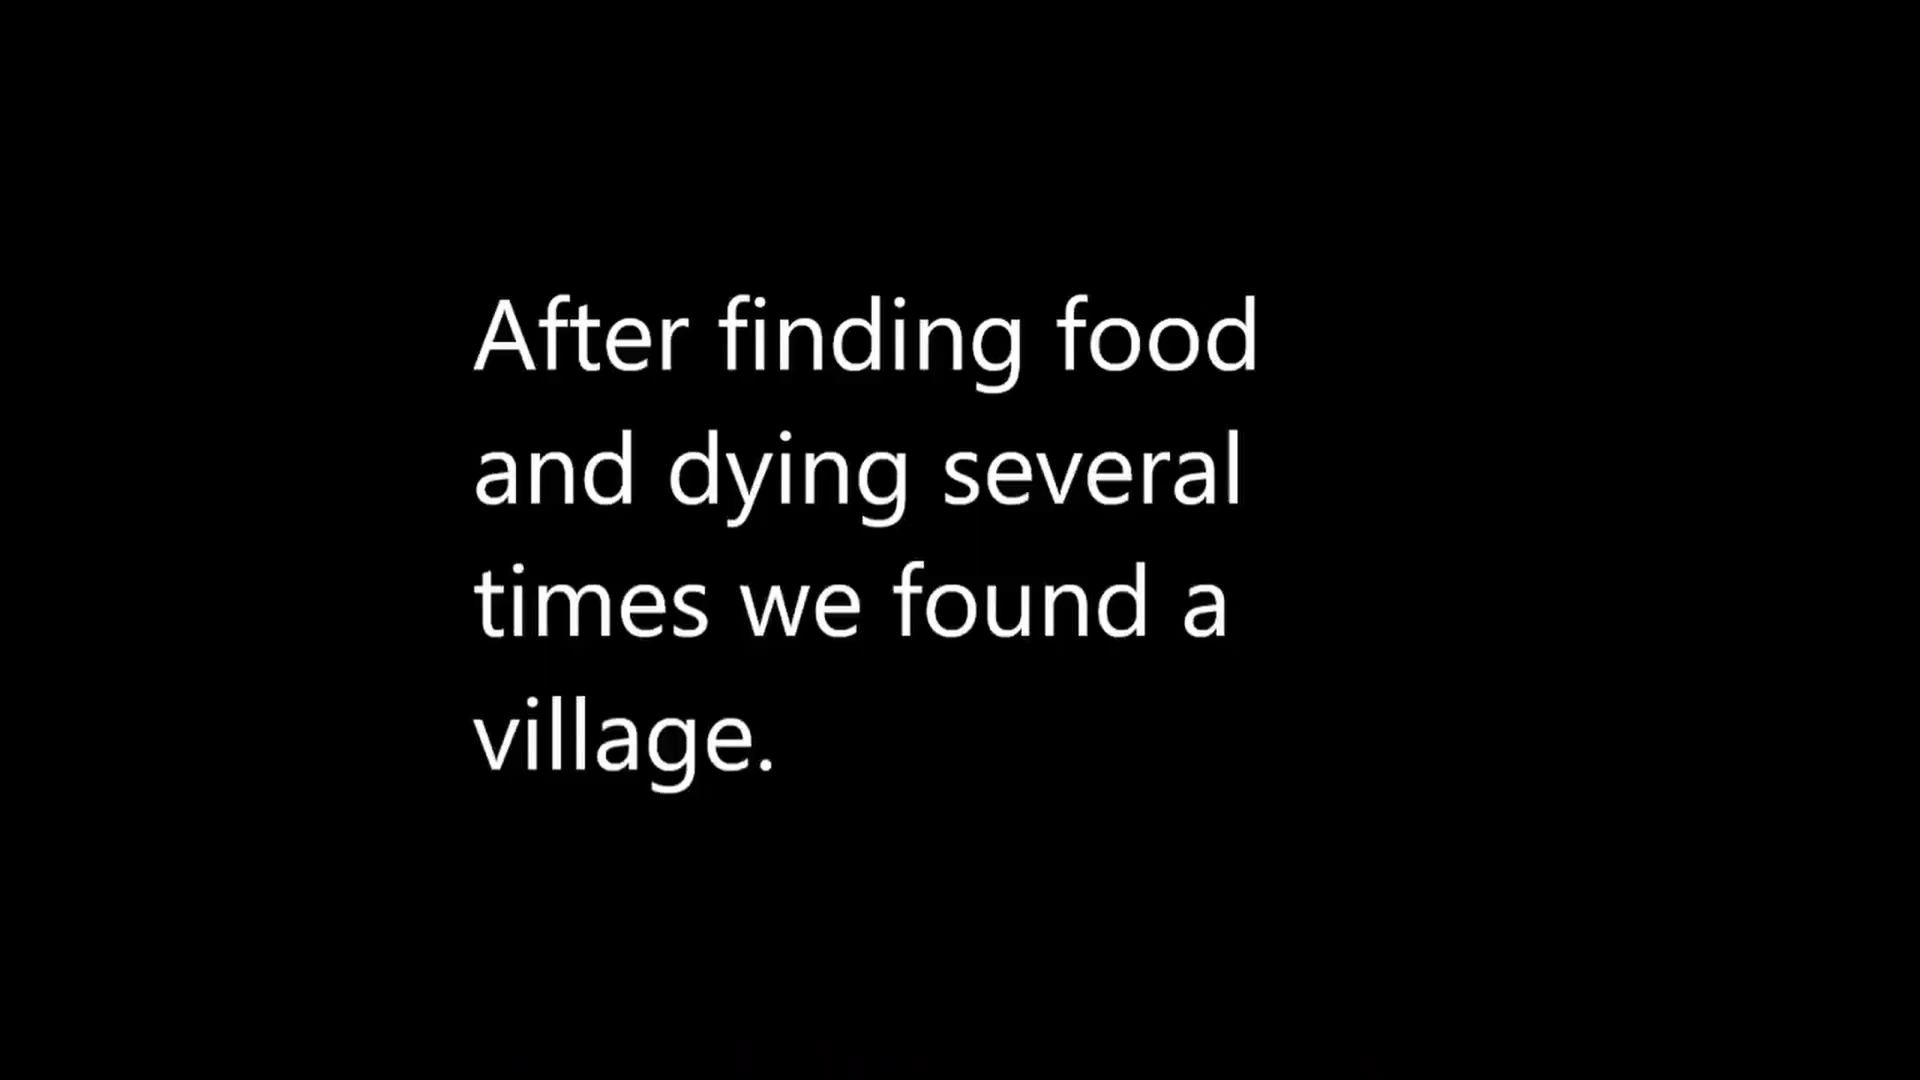 After finding food
and dying several
times we found a
village.